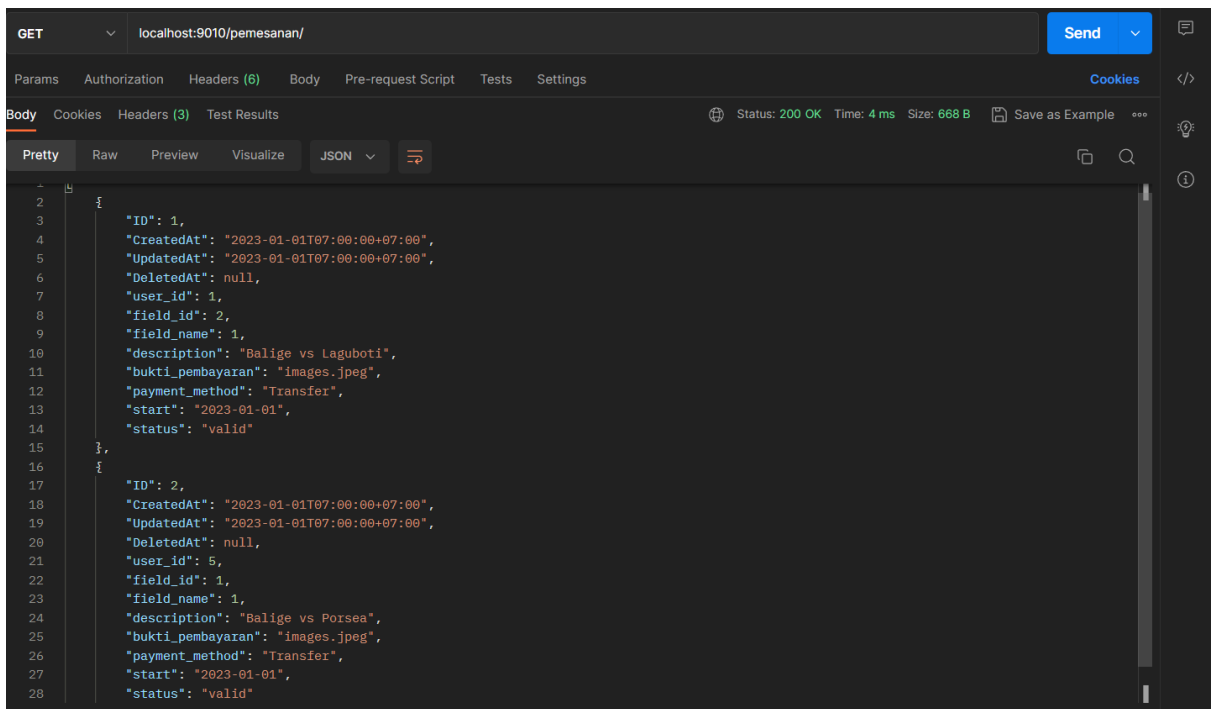 GET localhost:9010/pemesanan/ Send
Params Authorization Headers (6) Body Pre-request Script Tests Settings Cookies
Body Cookies Headers (3) Test Results Status: 200 OK Time: 4 ms Size: 668 B Save as Example
Pretty Raw Preview Visualize JSON
1 [
2 {
3 "ID": 1,
4 "CreatedAt": "2023-01-01T07:00:00+07:00",
5 "UpdatedAt": "2023-01-01T07:00:00+07:00",
6 "DeletedAt": null,
7 "user_id": 1,
8 "field_id": 2,
9 "field_name": 1,
10 "description": "Balige vs Laguboti",
11 "bukti_pembayaran": "images.jpeg",
12 "payment_method": "Transfer",
13 "start": "2023-01-01",
14 "status": "valid"
15 },
16 {
17 "ID": 2,
18 "CreatedAt": "2023-01-01T07:00:00+07:00",
19 "UpdatedAt": "2023-01-01T07:00:00+07:00",
20 "DeletedAt": null,
21 "user_id": 5,
22 "field_id": 1,
23 "field_name": 1,
24 "description": "Balige vs Porsea",
25 "bukti_pembayaran": "images.jpeg",
26 "payment_method": "Transfer",
27 "start": "2023-01-01",
28 "status": "valid"